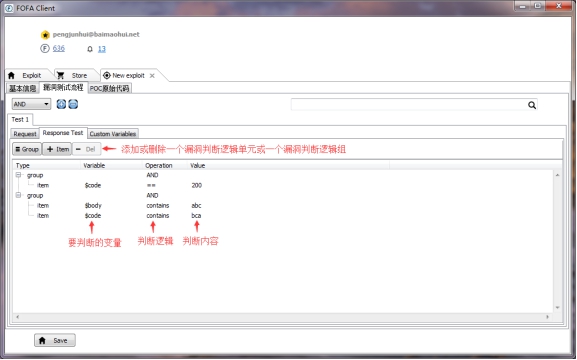 FOFA Client
pengjunhui@baimaohui.net
636 13
Exploit Store New exploit
基本信息 漏洞测试流程 POC原始代码
AND
Test 1
Request Response Test Custom Variables
Group Item Del 添加或删除一个漏洞判断逻辑单元或一个漏洞判断逻辑组
Type Variable Operation Value
group AND
item $code == 200
group AND
item $body contains abc
item $code contains bca
要判断的变量 判断逻辑 判断内容
Save